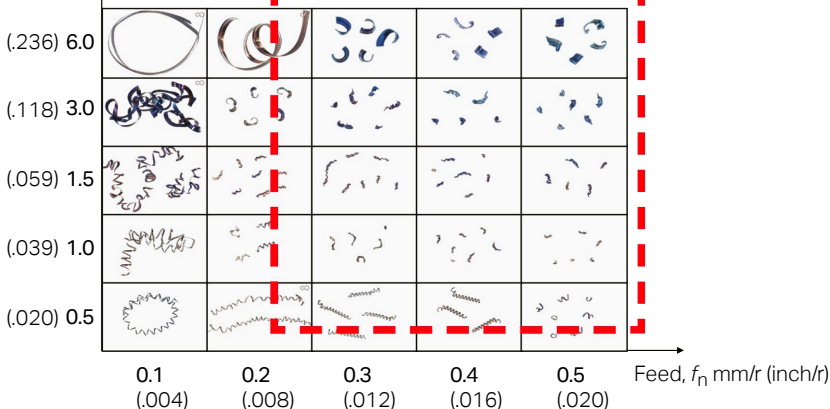 (.236) 6.0
(.118) 3.0
(.059) 1.5
(.039) 1.0
(.020) 0.5
0.1 0.2 0.3 0.4 0.5 Feed, fn mm/r (inch/r)
(.004) (.008) (.012) (.016) (.020)